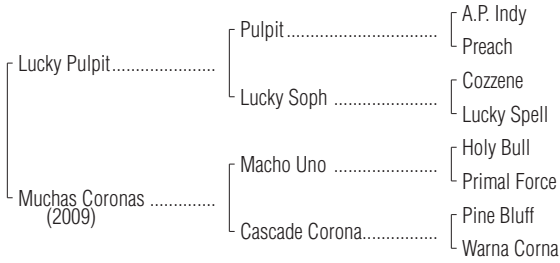 A.P. Indy
Pulpit
Preach
Lucky Pulpit
Cozzene
Lucky Soph
Lucky Spell
Holy Bull
Macho Uno
Primal Force
Muchas Coronas
(2009)
Pine Bluff
Cascade Corona
Warna Corna